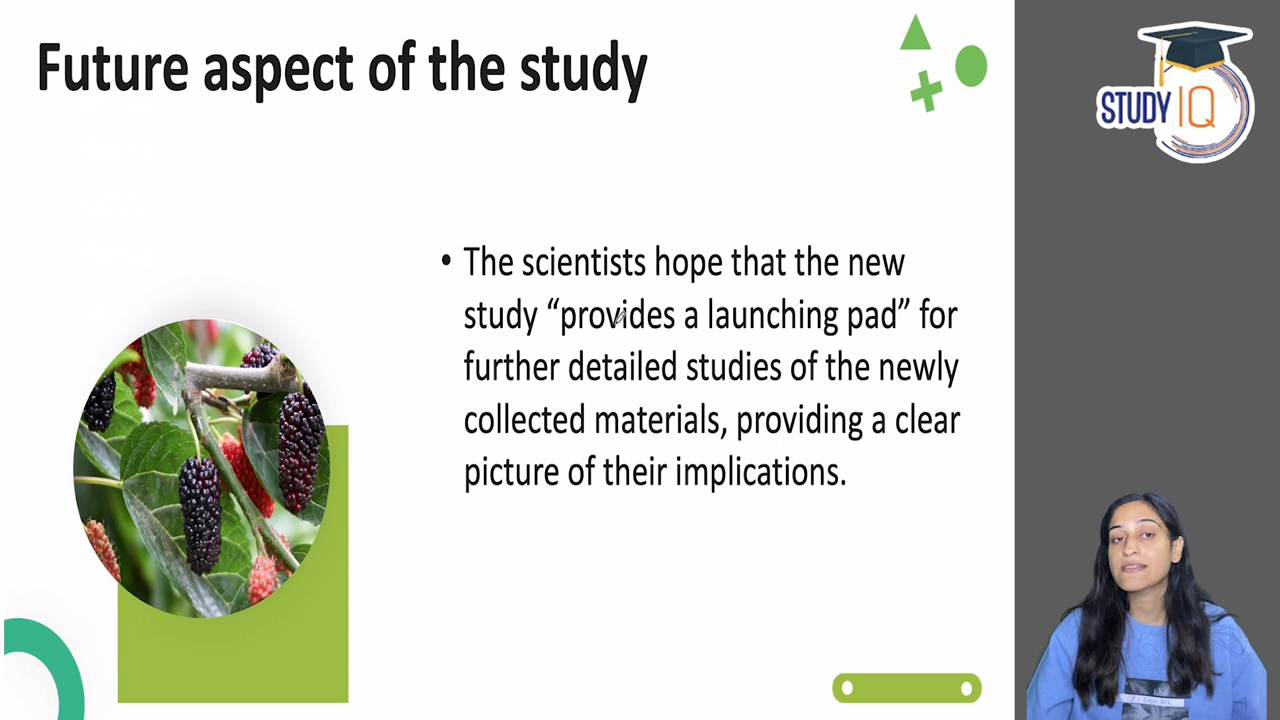 Future aspect of the study
STUDY IQ
• The scientists hope that the new
study “provides a launching pad” for
further detailed studies of the newly
collected materials, providing a clear
picture of their implications.